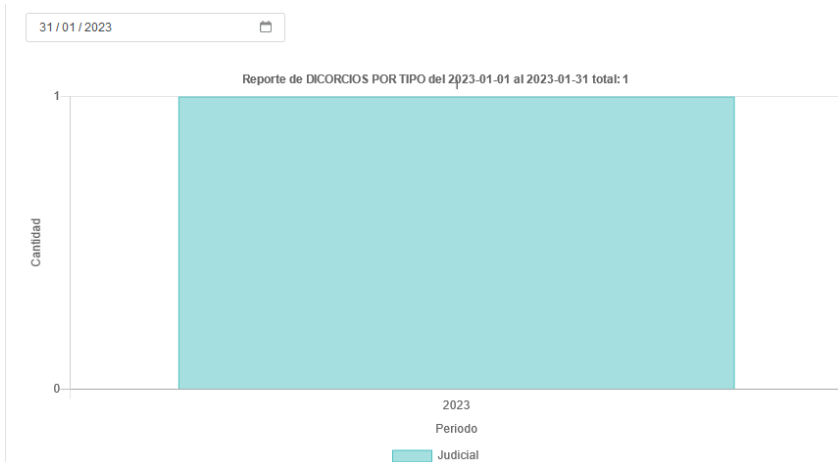 31/01/2023
Reporte de DICORCIOS POR TIPO del 2023-01-01 al 2023-01-31 total: 1
1
Cantidad
0
2023
Periodo
Judicial